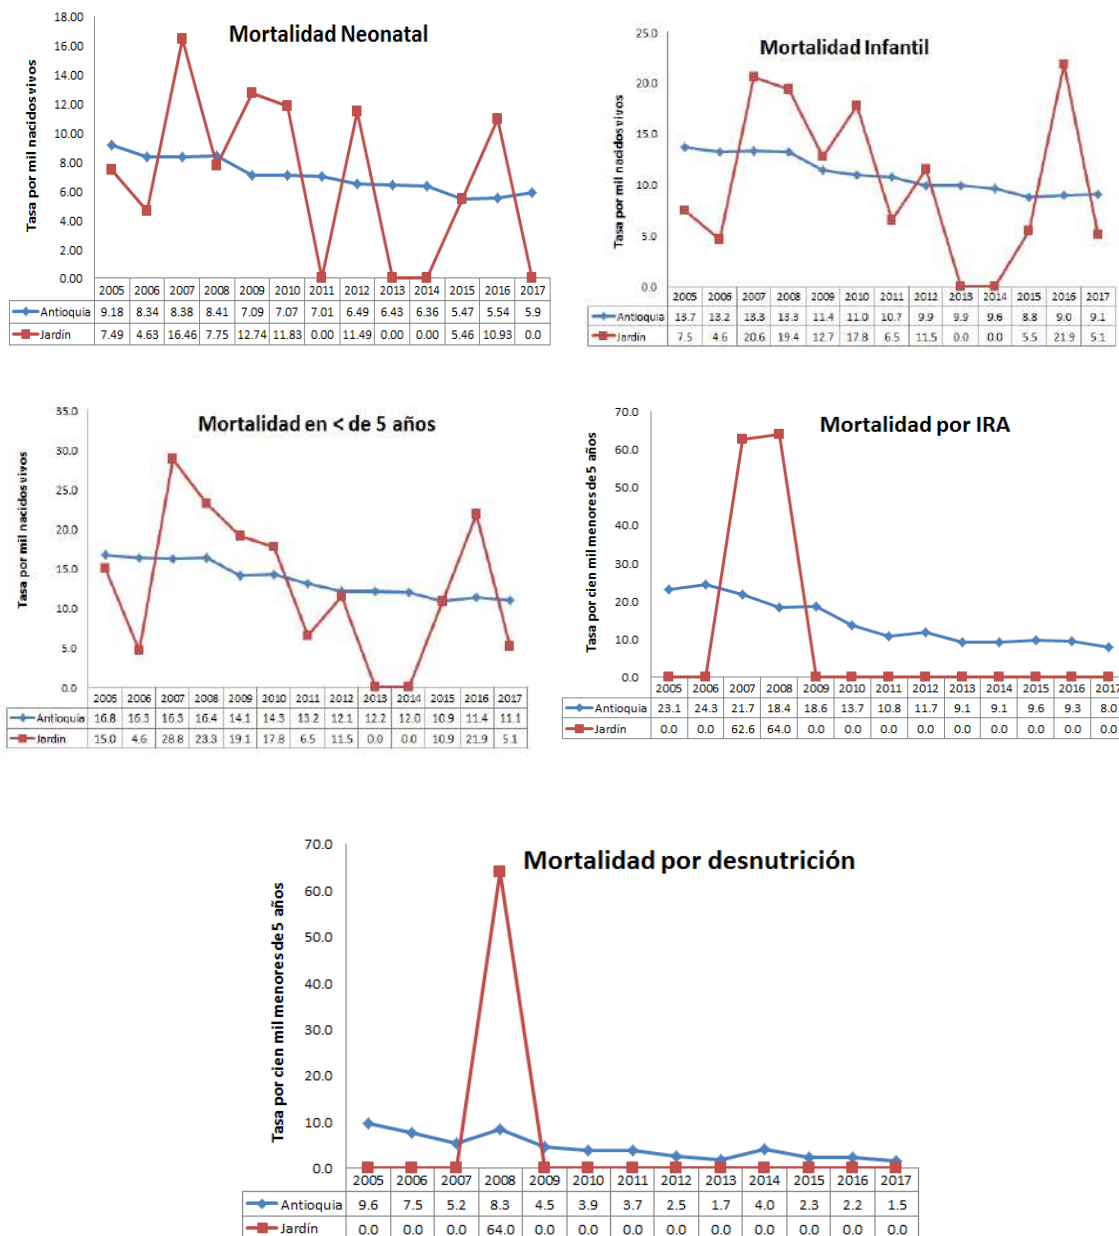 Mortalidad Neonatal
Tasa por mil nacidos vivos
18.00
16.00
14.00
12.00
10.00
8.00
6.00
4.00
2.00
0.00
2005 2006 2007 2008 2009 2010 2011 2012 2013 2014 2015 2016 2017
Antioquia 9.18 8.34 8.38 8.41 7.09 7.07 7.01 6.49 6.43 6.36 5.47 5.54 5.9
Jardín 7.49 4.63 16.46 7.75 12.74 11.83 0.00 11.49 0.00 0.00 5.46 10.93 0.0
Mortalidad Infantil
Tasa por mil nacidos vivos
25.0
20.0
15.0
10.0
5.0
0.0
2005 2006 2007 2008 2009 2010 2011 2012 2013 2014 2015 2016 2017
Antioquia 13.7 13.2 13.3 13.3 11.4 11.0 10.7 9.9 9.9 9.6 8.8 9.0 9.1
Jardín 7.5 4.6 20.6 19.4 12.7 17.8 6.5 11.5 0.0 0.0 5.5 21.9 5.1
Mortalidad en < de 5 años
Tasa por mil nacidos vivos
35.0
30.0
25.0
20.0
15.0
10.0
5.0
0.0
2005 2006 2007 2008 2009 2010 2011 2012 2013 2014 2015 2016 2017
Antioquia 16.8 16.3 16.3 16.4 14.1 14.3 13.2 12.1 12.2 12.0 10.9 11.4 11.1
Jardín 15.0 4.6 28.8 23.3 19.1 17.8 6.5 11.5 0.0 0.0 10.9 21.9 5.1
Mortalidad por IRA
Tasa por cien mil menores de 5 años
70.0
60.0
50.0
40.0
30.0
20.0
10.0
0.0
2005 2006 2007 2008 2009 2010 2011 2012 2013 2014 2015 2016 2017
Antioquia 23.1 24.3 21.7 18.4 18.6 13.7 10.8 11.7 9.1 9.1 9.6 9.3 8.0
Jardín 0.0 0.0 62.6 64.0 0.0 0.0 0.0 0.0 0.0 0.0 0.0 0.0 0.0
Mortalidad por desnutrición
Tasa por cien mil menores de 5 años
70.0
60.0
50.0
40.0
30.0
20.0
10.0
0.0
2005 2006 2007 2008 2009 2010 2011 2012 2013 2014 2015 2016 2017
Antioquia 9.6 7.5 5.2 8.3 4.5 3.9 3.7 2.5 1.7 4.0 2.3 2.2 1.5
Jardín 0.0 0.0 0.0 64.0 0.0 0.0 0.0 0.0 0.0 0.0 0.0 0.0 0.0